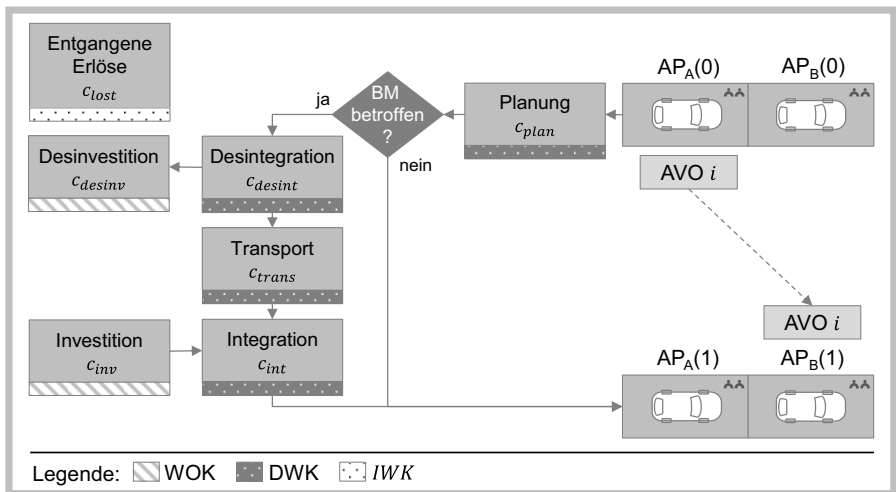 Entgangene
Erlöse
c_lost
Desinvestition
c_desinv
Investition
c_inv
ja
Desintegration
c_desint
Transport
c_trans
Integration
c_int
BM
betroffen
?
nein
Planung
c_plan
AP_A(0)
AP_B(0)
AVO i
AVO i
AP_A(1)
AP_B(1)
Legende: WOK DWK IWK